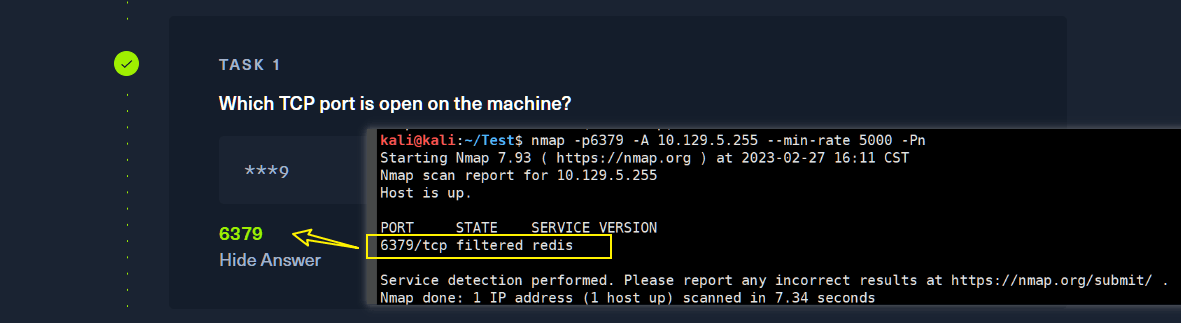 TASK 1
Which TCP port is open on the machine?
***9
6379
Hide Answer
kali@kali:~/Test$ nmap -p6379 -A 10.129.5.255 --min-rate 5000 -Pn
Starting Nmap 7.93 ( https://nmap.org ) at 2023-02-27 16:11 CST
Nmap scan report for 10.129.5.255
Host is up.
PORT     STATE    SERVICE VERSION
6379/tcp filtered redis
Service detection performed. Please report any incorrect results at https://nmap.org/submit/ .
Nmap done: 1 IP address (1 host up) scanned in 7.34 seconds